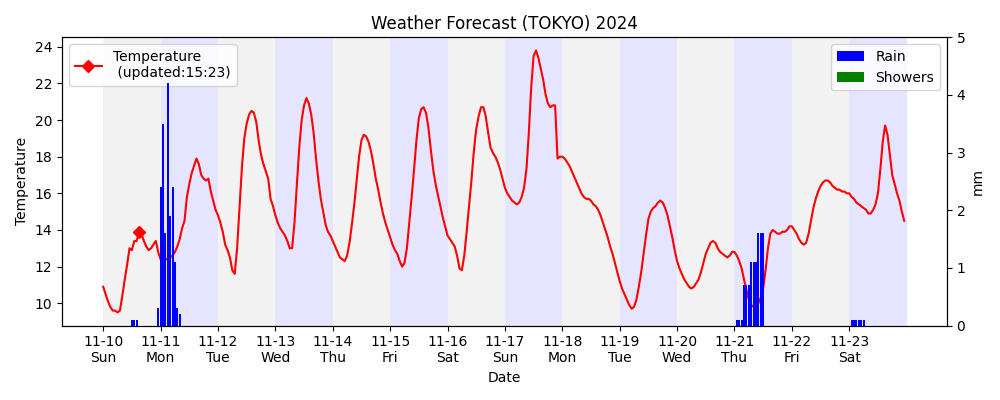 Weather Forecast (TOKYO) 2024
Temperature
(updated:15:23)
Rain
Showers
Temperature
24
22
20
18
16
14
12
10
5
4
3
2
1
0
mm
11-10 11-11 11-12 11-13 11-14 11-15 11-16 11-17 11-18 11-19 11-20 11-21 11-22 11-23
Sun Mon Tue Wed Thu Fri Sat Sun Mon Tue Wed Thu Fri Sat
Date